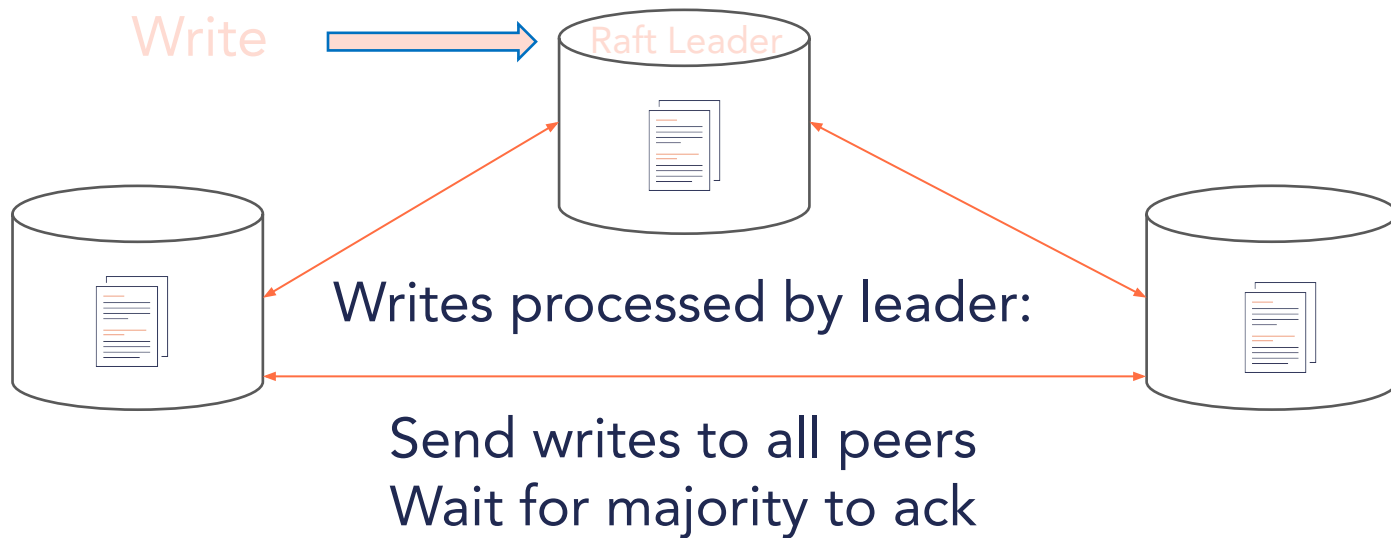 Write
Raft Leader
Writes processed by leader:
Send writes to all peers
Wait for majority to ack